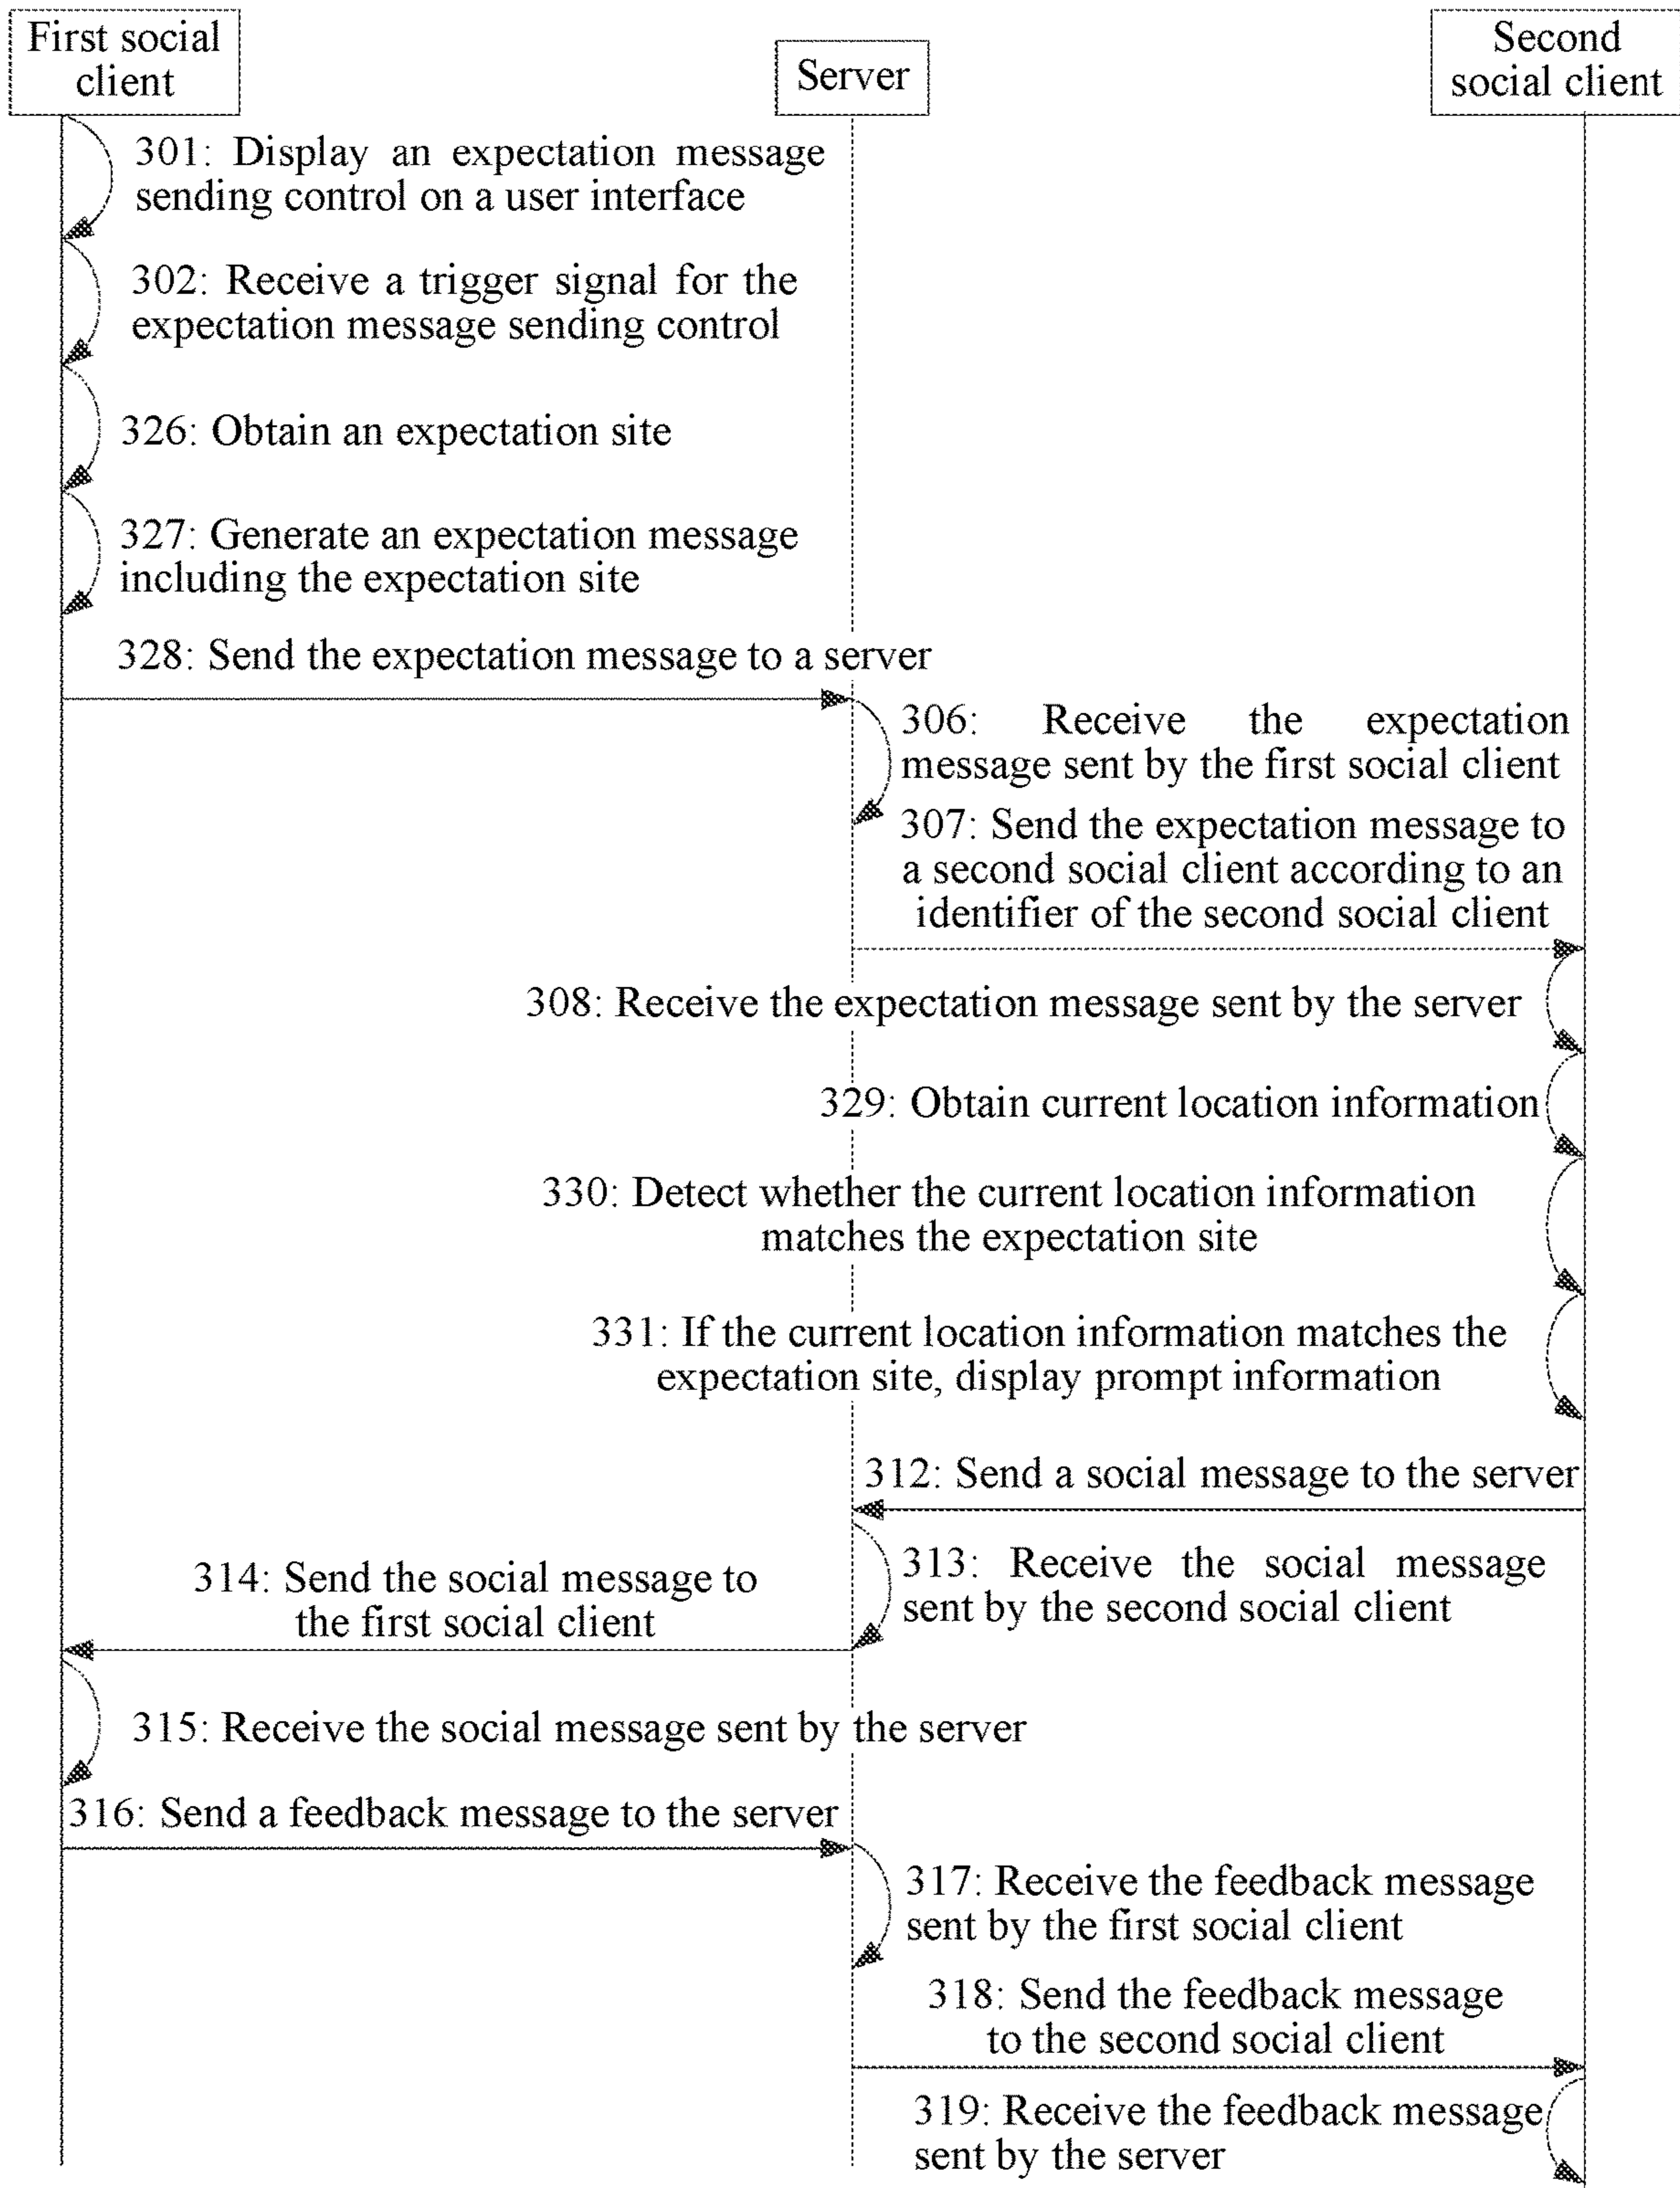 First social
client
Server
Second
social client
301: Display an expectation message
sending control on a user interface
302: Receive a trigger signal for the
expectation message sending control
326: Obtain an expectation site
327: Generate an expectation message
including the expectation site
328: Send the expectation message to a server
306: Receive the expectation
message sent by the first social client
307: Send the expectation message to
a second social client according to an
identifier of the second social client
308: Receive the expectation message sent by the server
329: Obtain current location information
330: Detect whether the current location information
matches the expectation site
331: If the current location information matches the
expectation site, display prompt information
312: Send a social message to the server
313: Receive the social message
sent by the second social client
314: Send the social message to
the first social client
315: Receive the social message sent by the server
316: Send a feedback message to the server
317: Receive the feedback message
sent by the first social client
318: Send the feedback message
to the second social client
319: Receive the feedback message
sent by the server